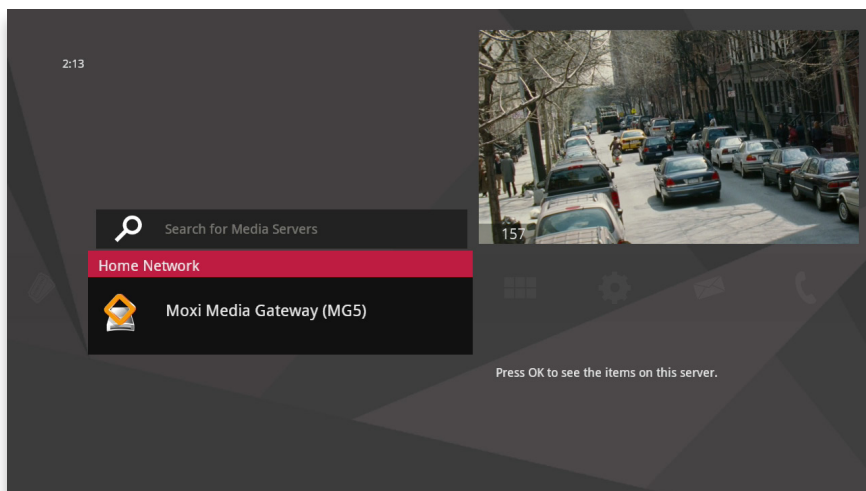 2:13
157
Search for Media Servers
Home Network
Moxi Media Gateway (MG5)
Press OK to see the items on this server.